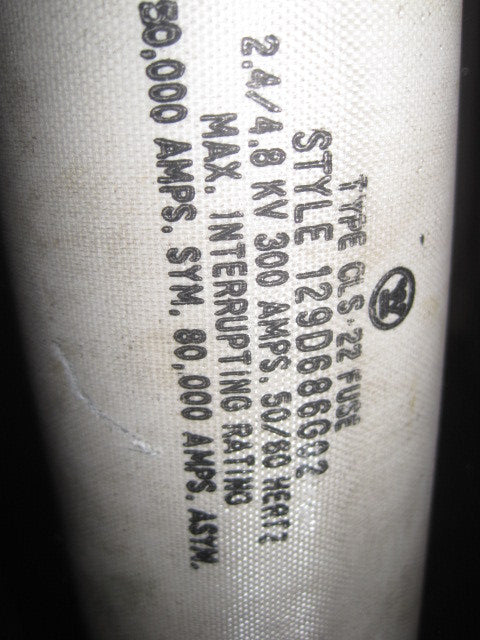 W
TYPE CLS-22 FUSE
STYLE 129D686G02
2.4/4.8 KV 300 AMPS. 50/60 HERTZ
MAX. INTERRUPTING RATING
80,000 AMPS. SYM, 80,000 AMPS. ASYM.